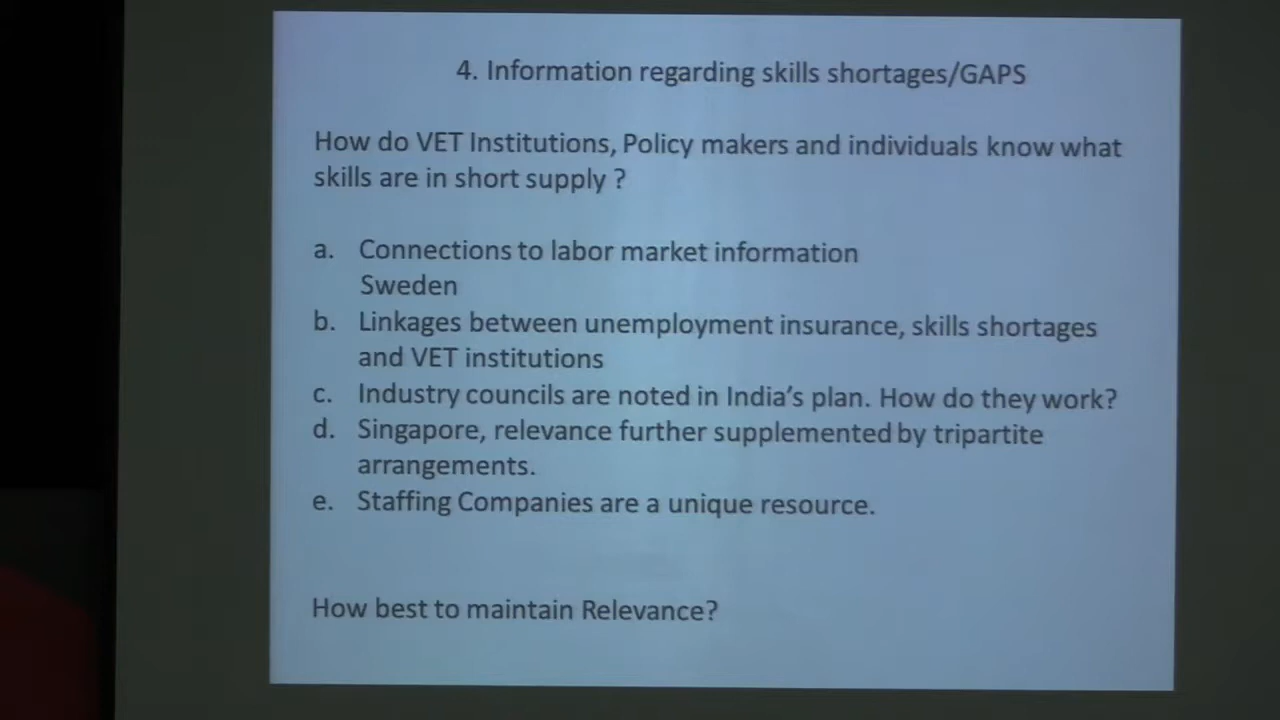 4. Information regarding skills shortages/GAPS
How do VET Institutions, Policy makers and individuals know what
skills are in short supply ?
a. Connections to labor market information
Sweden
b. Linkages between unemployment insurance, skills shortages
and VET institutions
c. Industry councils are noted in India's plan. How do they work?
d. Singapore, relevance further supplemented by tripartite
arrangements.
e. Staffing Companies are a unique resource.
How best to maintain Relevance?